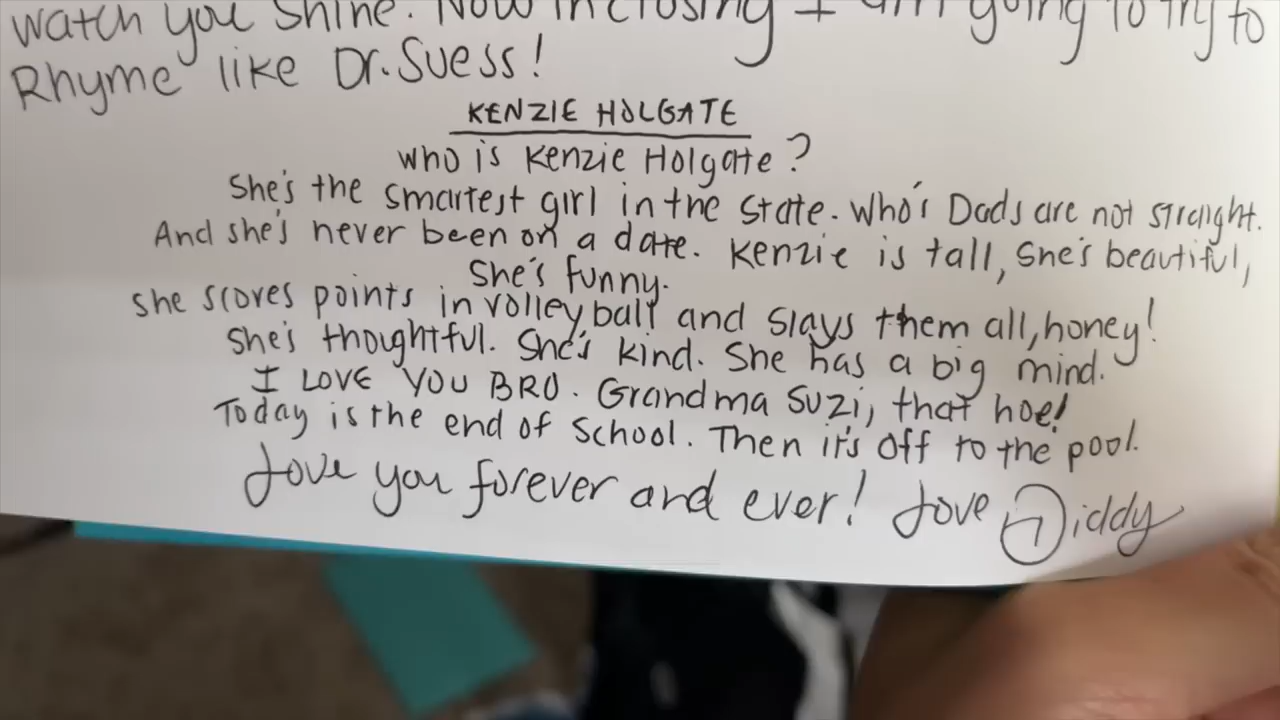 watch you shine. Now in closing I am going to try to
Rhyme like Dr. Suess!
KENZIE HOLGATE
Who is Kenzie Holgate?
She's the smartest girl in the state. Who's Dads are not straight.
And she's never been on a date. Kenzie is tall, She's beautiful,
She's funny.
She scores points in volleyball and slays them all, honey!
She's thoughtful. She's kind. She has a big mind.
I LOVE YOU BRO. Grandma Suzi, that hoe!
Today is the end of school. Then it's off to the pool.
Love you forever and ever! Love Diddy